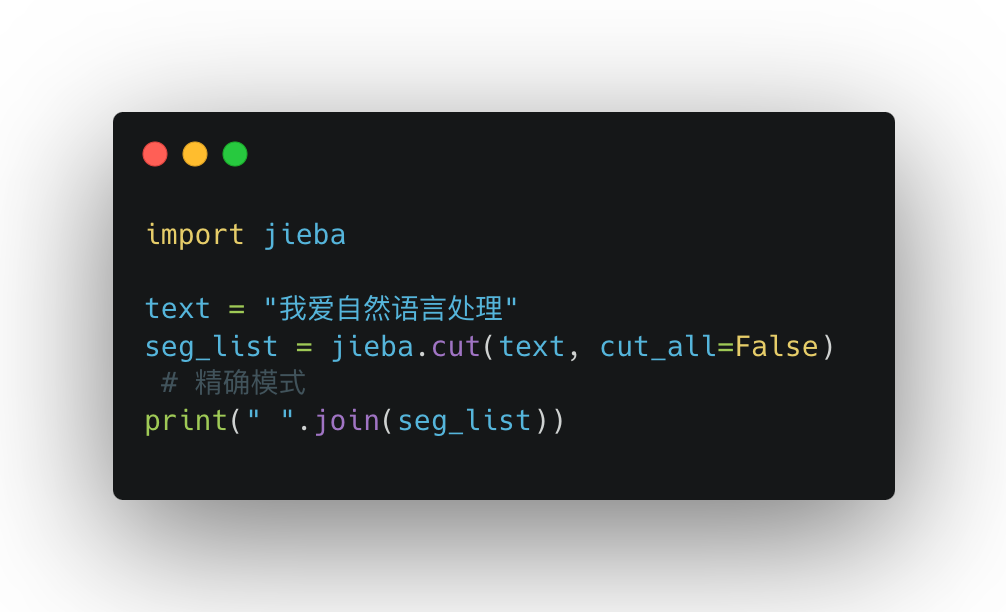 import jieba

text = "我爱自然语言处理"
seg_list = jieba.cut(text, cut_all=False)
 # 精确模式
print(" ".join(seg_list))